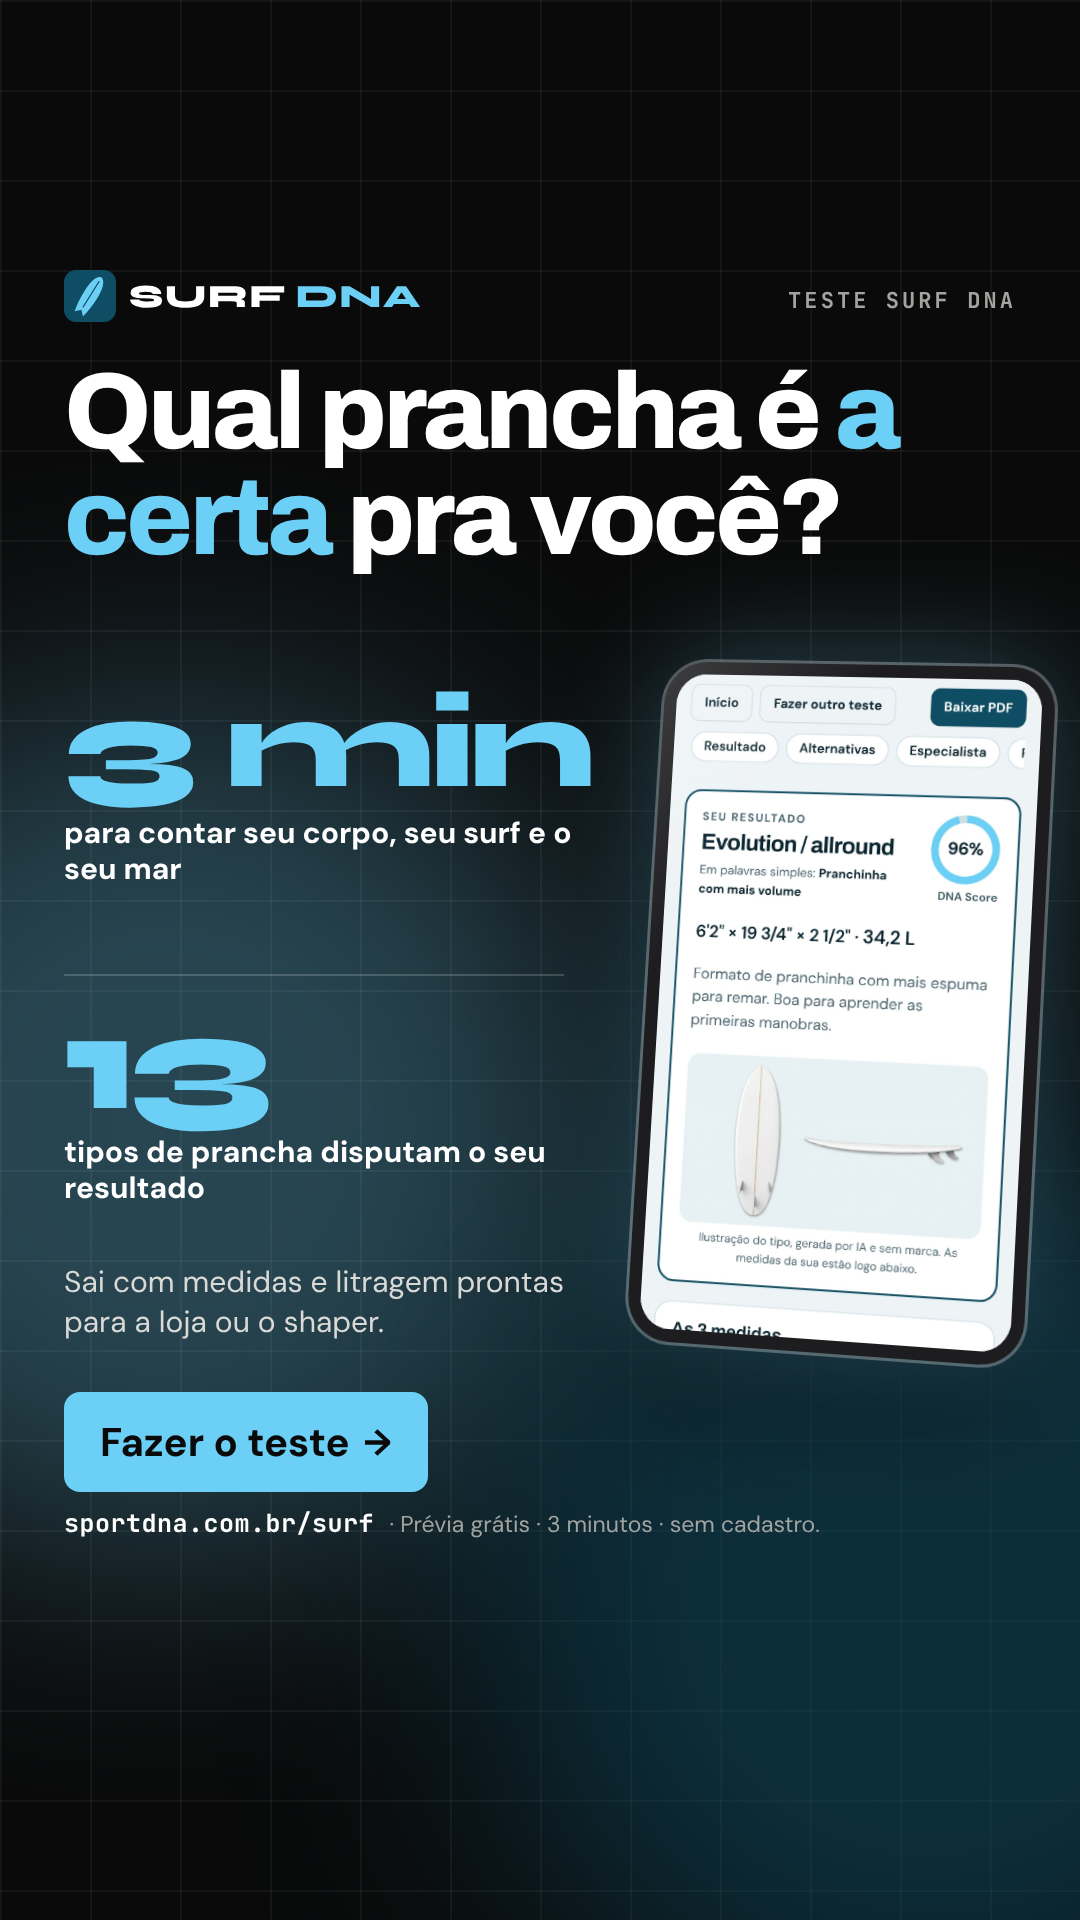 SURF DNA
TESTE SURF DNA
Qual prancha é a
certa pra você?
3 min
para contar seu corpo, seu surf e o
seu mar
13
tipos de prancha disputam o seu
resultado
Sai com medidas e litragem prontas
para a loja ou o shaper.
Fazer o teste →
sportdna.com.br/surf · Prévia grátis · 3 minutos · sem cadastro.
Início
Fazer outro teste
Baixar PDF
Resultado
Alternativas
Especialista
SEU RESULTADO
Evolution / allround
Em palavras simples: Pranchinha
com mais volume
96%
DNA Score
6'2" × 19 3/4" × 2 1/2" · 34,2 L
Formato de pranchinha com mais espuma
para remar. Boa para aprender as
primeiras manobras.
Ilustração do tipo, gerada por IA e sem marca. As
medidas da sua estão logo abaixo.
As 3 medidas